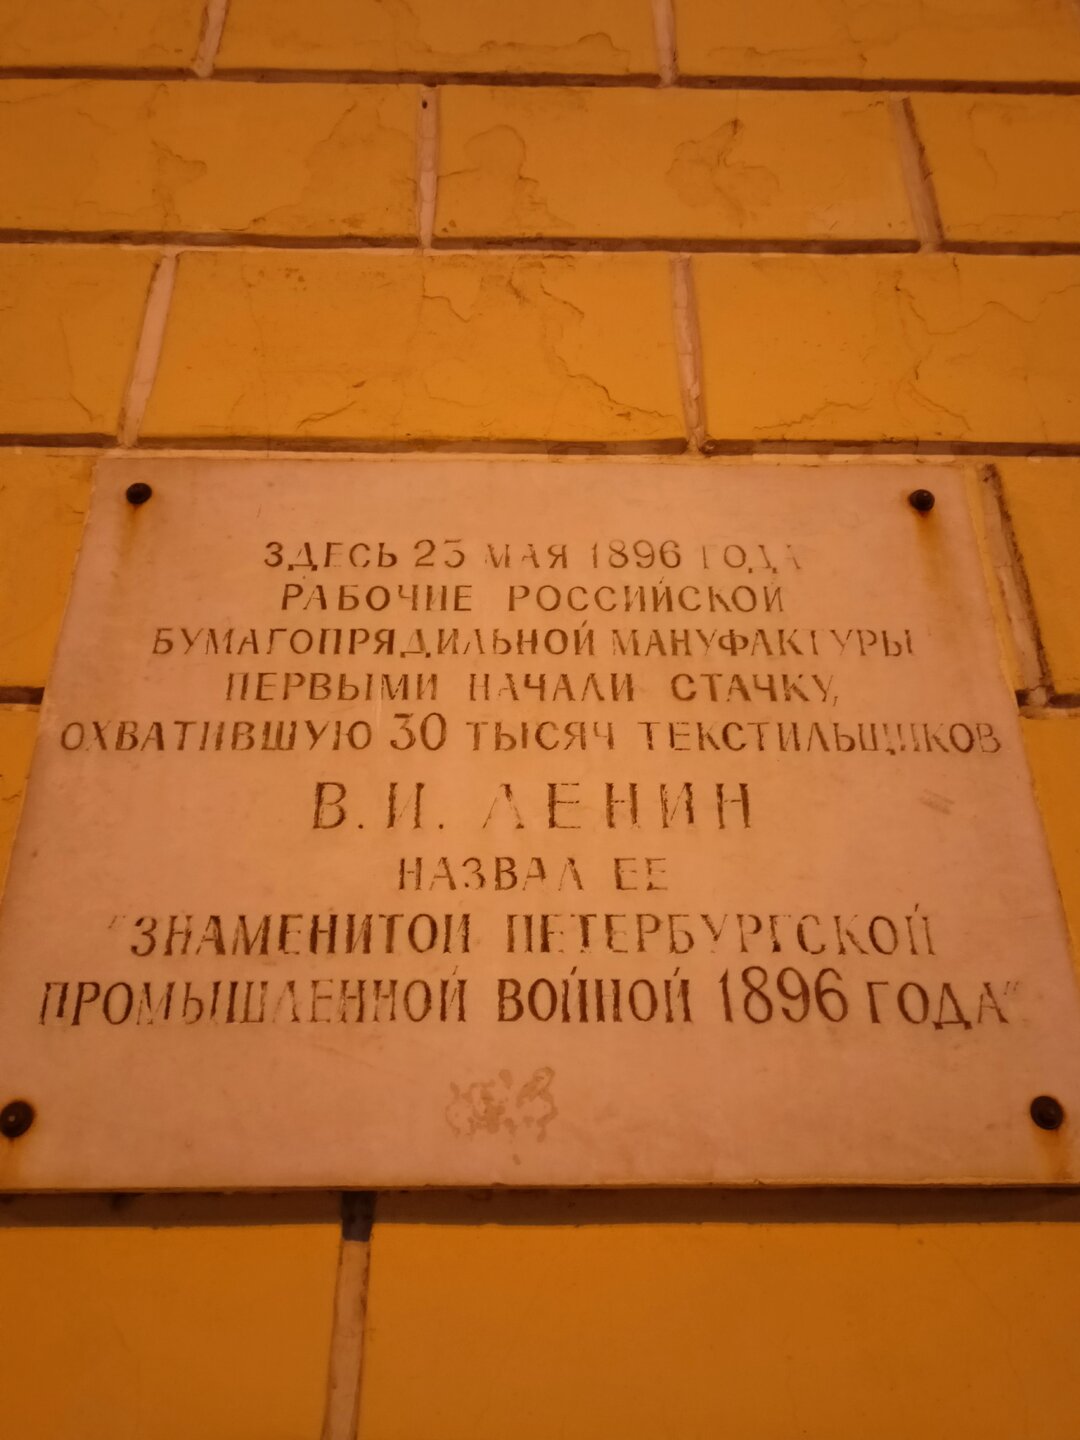 ЗДЕСЬ 23 МАЯ 1896 ГОДА
РАБОЧИЕ РОССИЙСКОЙ
БУМАГОПРЯДИЛЬНОЙ МАНУФАКТУРЫ
ПЕРВЫМИ НАЧАЛИ СТАЧКУ,
ОХВАТИВШУЮ 30 ТЫСЯЧ ТЕКСТИЛЬЩИКОВ
В. И. ЛЕНИН
НАЗВАЛ ЕЕ
"ЗНАМЕНИТОЙ ПЕТЕРБУРГСКОЙ
ПРОМЫШЛЕННОЙ ВОЙНОЙ 1896 ГОДА"